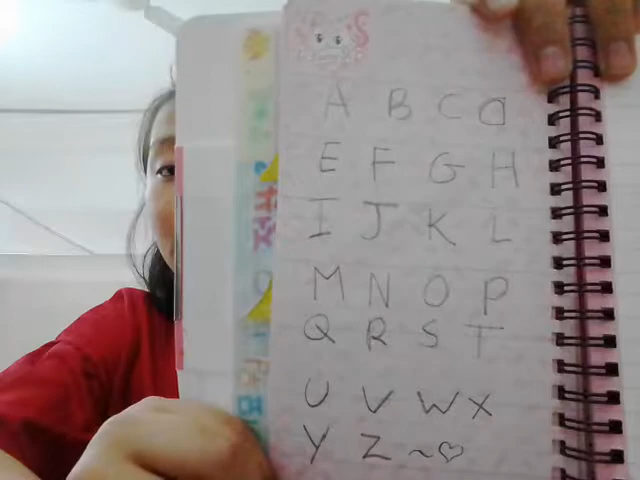 A B C D
E F G H
I J K L
M N O P
Q R S T
U V W X
Y Z ~♡